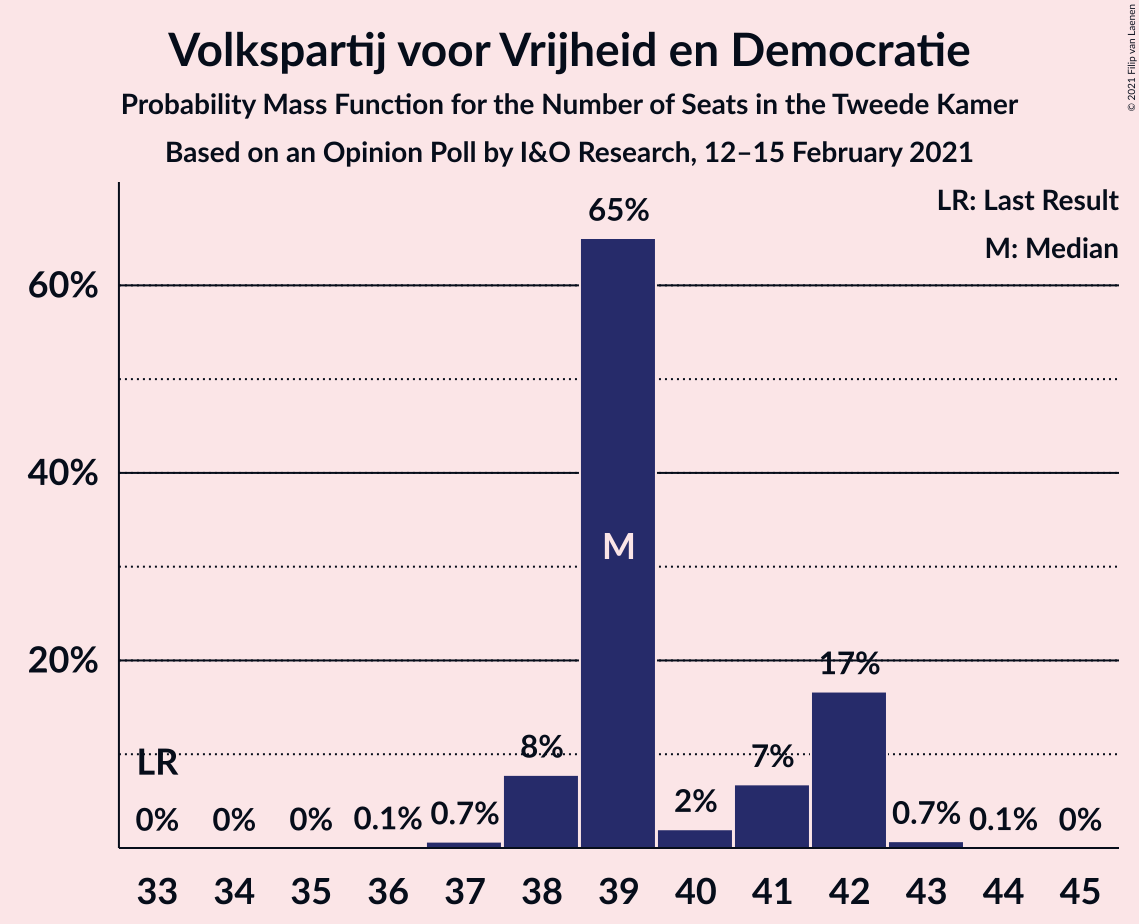 Volkspartij voor Vrijheid en Democratie
Probability Mass Function for the Number of Seats in the Tweede Kamer
Based on an Opinion Poll by I&O Research, 12–15 February 2021
© 2021 Filip van Laenen
LR: Last Result
M: Median
60%
40%
20%
65%
M
17%
LR
8%
7%
2%
0% 0% 0% 0.1% 0.7% 0.7% 0.1% 0%
33 34 35 36 37 38 39 40 41 42 43 44 45